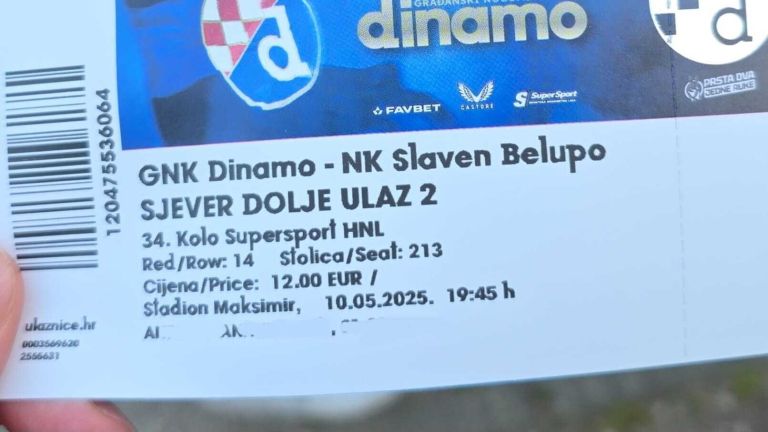 dinamo
d
FAVBET
CASTORE
SuperSport
PRSTA DVA
JEDNE RUKE
120475536064
GNK Dinamo - NK Slaven Belupo
SJEVER DOLJE ULAZ 2
34. Kolo Supersport HNL
Red/Row: 14 Stolica/Seat: 213
Cijena/Price: 12.00 EUR /
Stadion Maksimir, 10.05.2025. 19:45 h
ulaznice.hr
0003569620
2556631